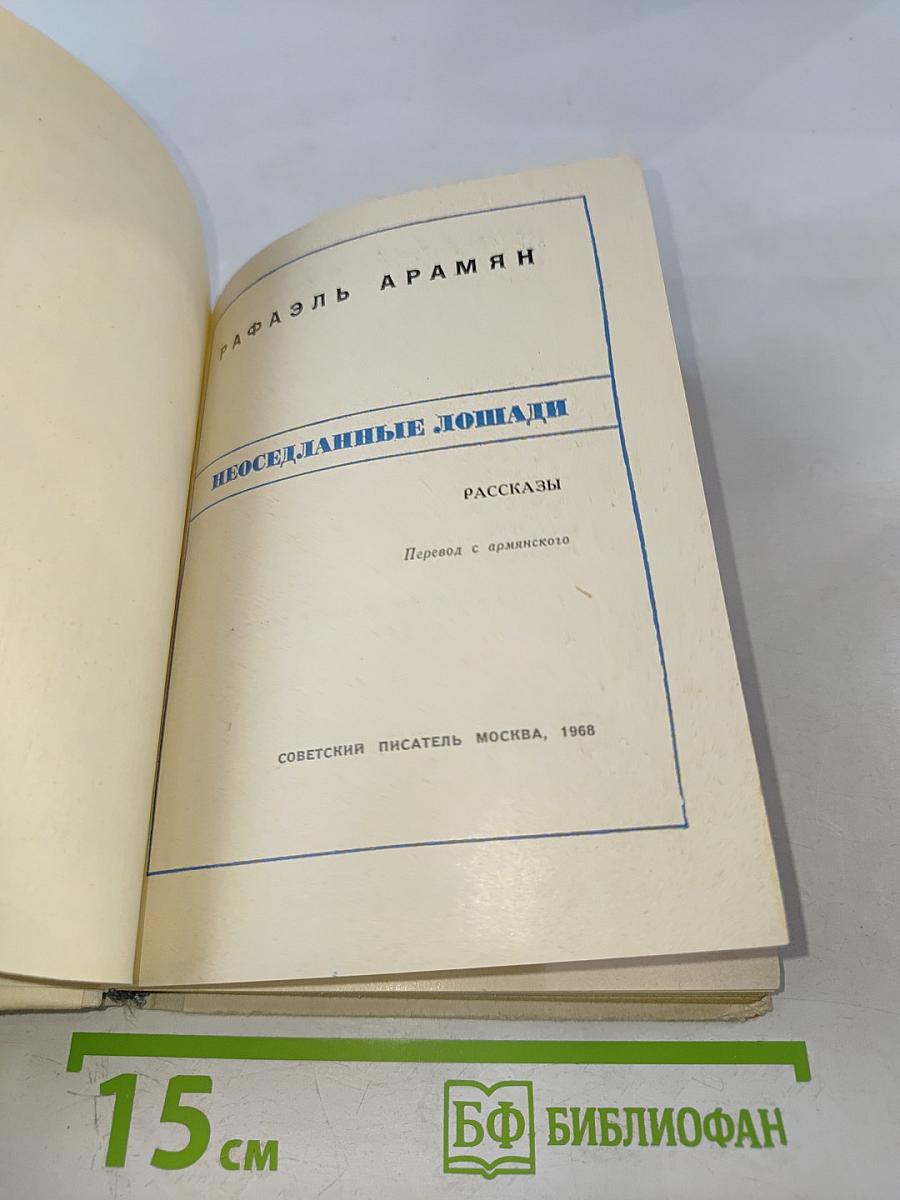 РАФАЭЛЬ АРАМЯН
НЕОСЕДЛАННЫЕ ЛОШАДИ
РАССКАЗЫ
Перевод с армянского
СОВЕТСКИЙ ПИСАТЕЛЬ МОСКВА, 1968
15 см
БФ БИБЛИОФАН